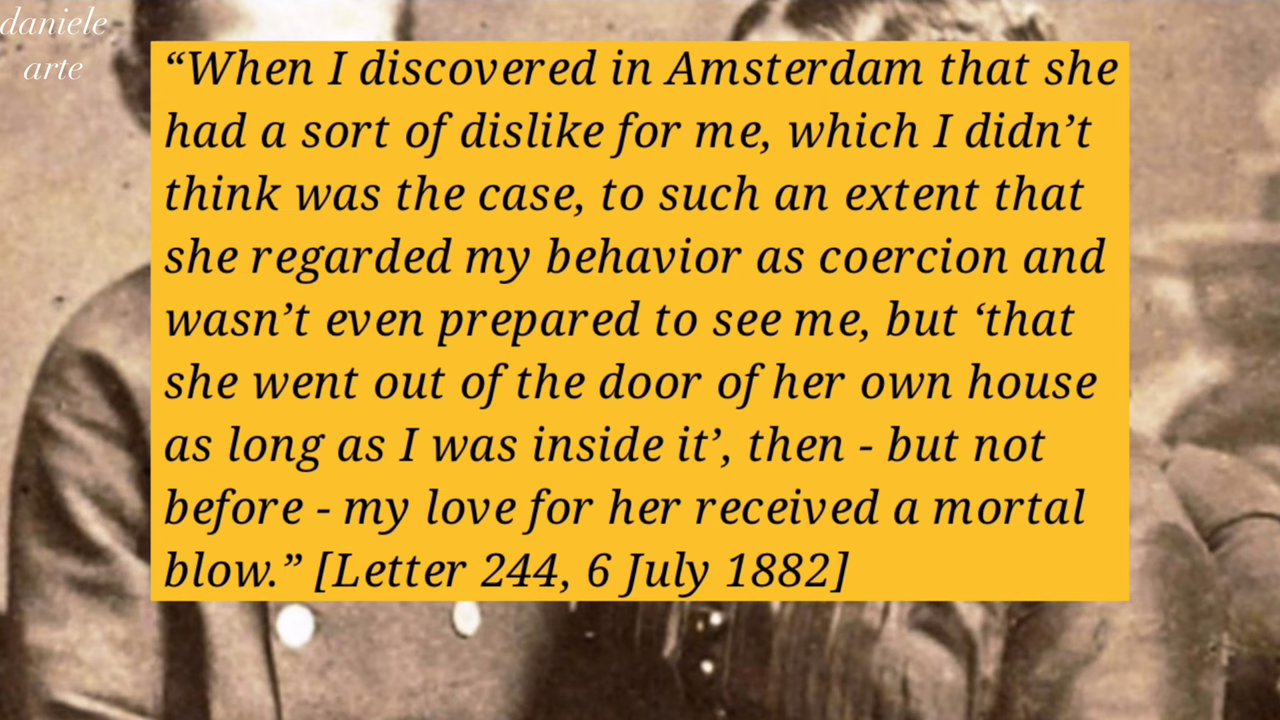 daniele
arte
“When I discovered in Amsterdam that she
had a sort of dislike for me, which I didn’t
think was the case, to such an extent that
she regarded my behavior as coercion and
wasn’t even prepared to see me, but ‘that
she went out of the door of her own house
as long as I was inside it’, then - but not
before - my love for her received a mortal
blow.” [Letter 244, 6 July 1882]